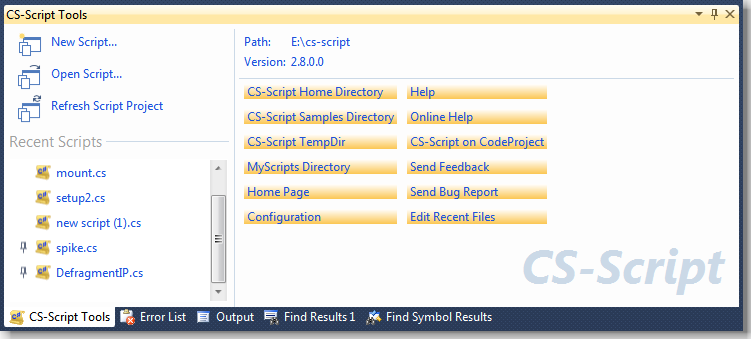 CS-Script Tools
New Script...
Open Script...
Refresh Script Project
Recent Scripts
mount.cs
setup2.cs
new script (1).cs
spike.cs
DefragmentIP.cs
Path: E:\cs-script
Version: 2.8.0.0
CS-Script Home Directory Help
CS-Script Samples Directory Online Help
CS-Script TempDir CS-Script on CodeProject
MyScripts Directory Send Feedback
Home Page Send Bug Report
Configuration Edit Recent Files
CS-Script
CS-Script Tools Error List Output Find Results 1 Find Symbol Results